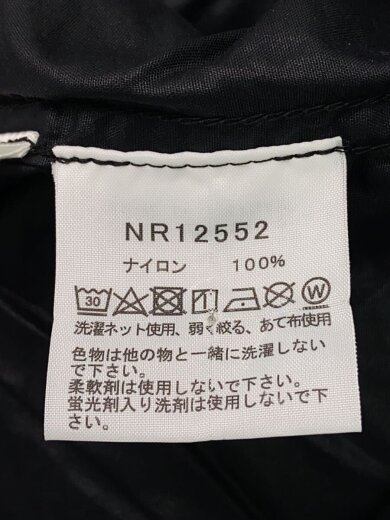 NR12552
ナイロン 100%
30 W
洗濯ネット使用、弱く絞る、あて布使用
色物は他の物と一緒に洗濯しない
で下さい。
柔軟剤は使用しないで下さい。
蛍光剤入り洗剤は使用しないで
下さい。